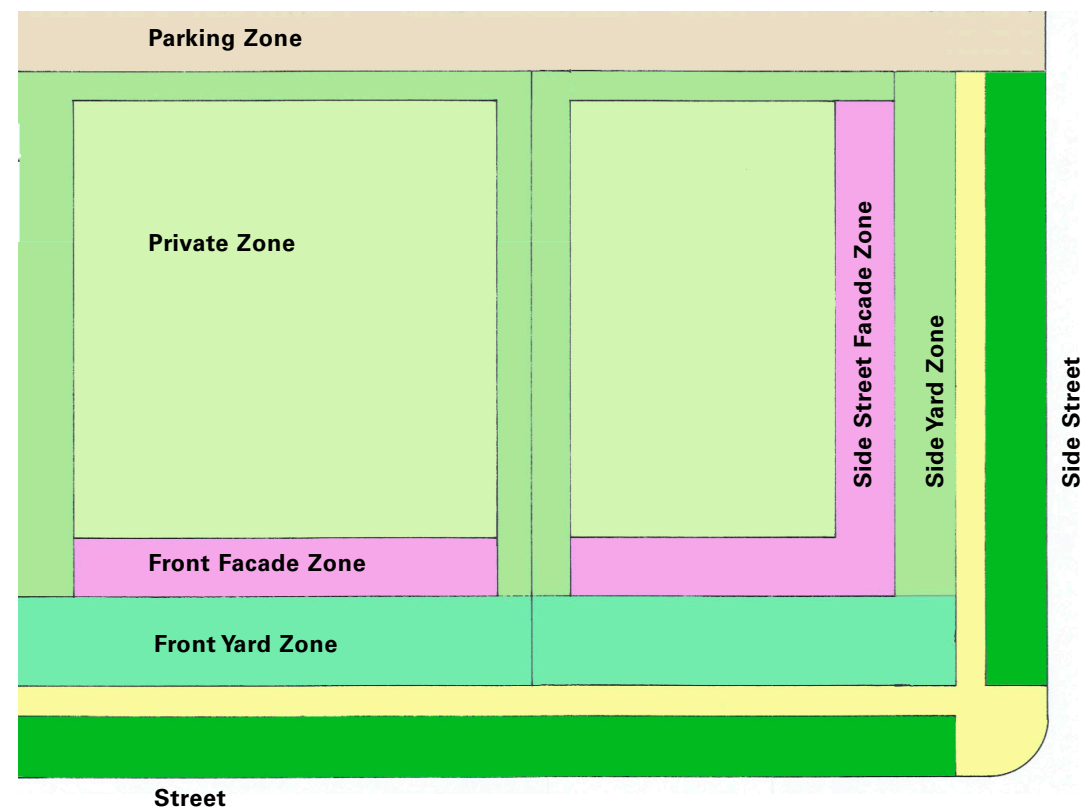 Parking Zone
Private Zone
Side Street Facade Zone
Side Yard Zone
Side Street
Front Facade Zone
Front Yard Zone
Street